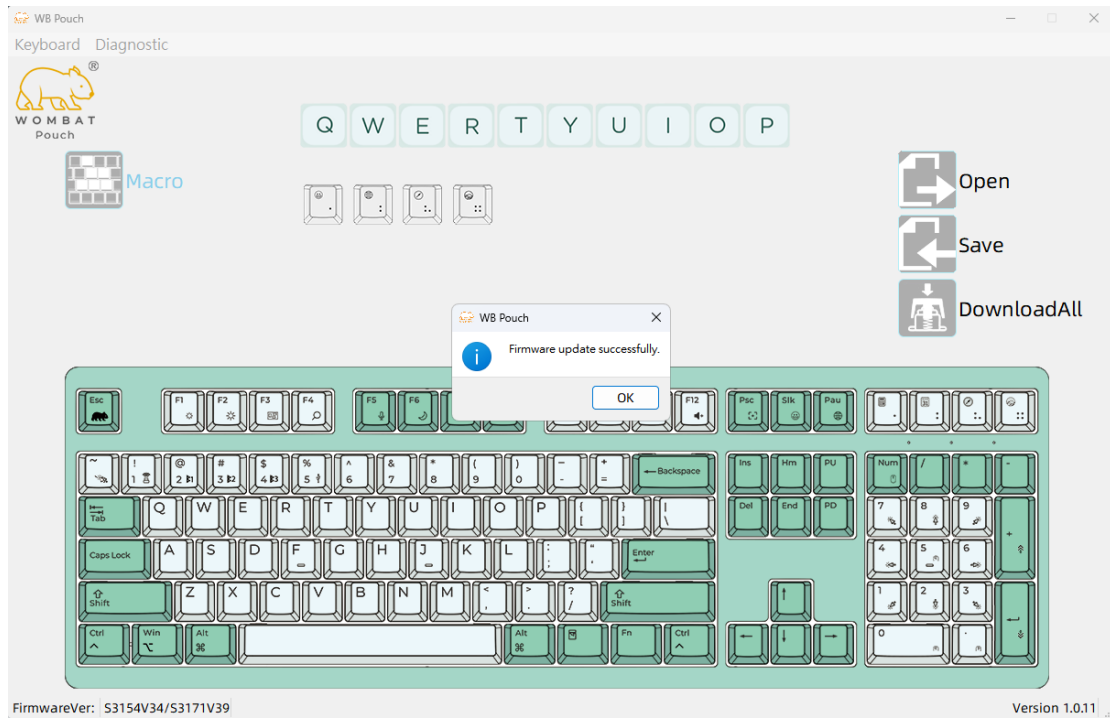 WB Pouch
Keyboard Diagnostic
®
WOMBAT
Pouch
Q W E R T Y U I O P
Macro
Open
Save
DownloadAll
WB Pouch
Firmware update successfully.
OK
Esc F1 F2 F3 F4 F5 F6 F12 Psc Slk Pau
~ ! @ # $ % ^ & * ( ) — + ←Backspace Ins Hm PU Num / * -
1 2 3 4 5 6 7 8 9 0 - =
Tab Q W E R T Y U I O P { } | Del End PD 7 8 9 +
[ ] \
Caps Lock A S D F G H J K L : " Enter 4 5 6
; '
Shift Z X C V B N M < > ? Shift ↑ 1 2 3
, . /
Ctrl Win Alt Alt Fn Ctrl ← ↓ → 0 .
FirmwareVer: S3154V34/S3171V39
Version 1.0.11